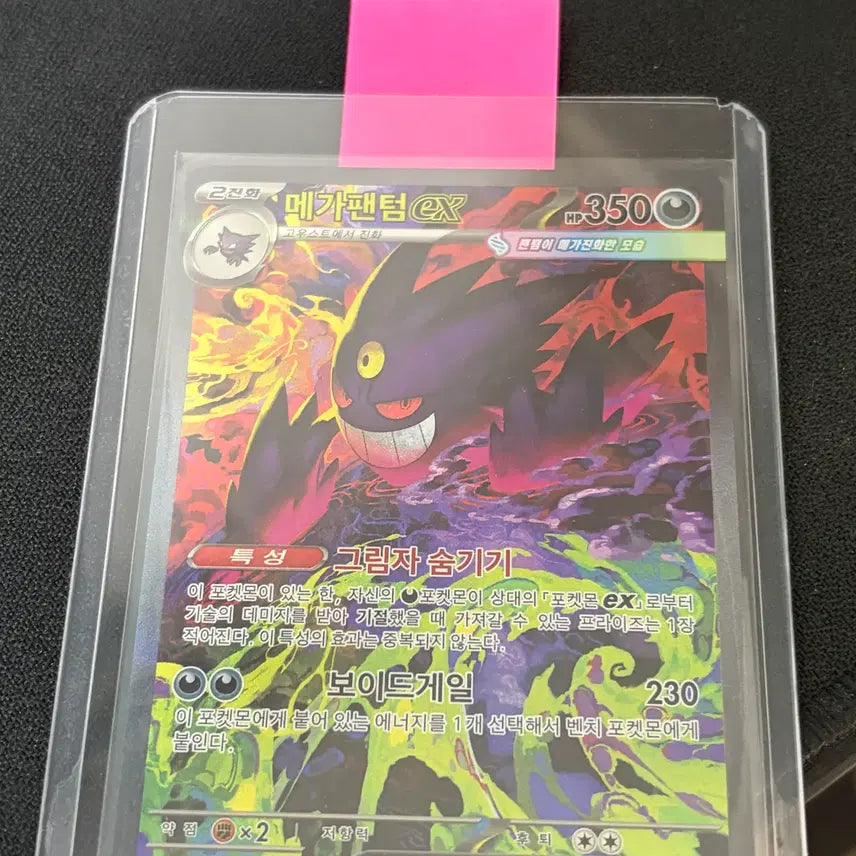 2진화 메가팬텀 ex HP 350
고우스트에서 진화
팬텀이 메가진화한 모습
특성 그림자 숨기기
이 포켓몬이 있는 한, 자신의 포켓몬이 상대의 「포켓몬 ex」로부터
기술의 데미지를 받아 기절했을 때 가져갈 수 있는 프라이즈는 1장
적어진다. 이 특성의 효과는 중복되지 않는다.
보이드게일 230
이 포켓몬에게 붙어 있는 에너지를 1개 선택해서 벤치 포켓몬에게
붙인다.
약점 ×2 저항력 후퇴